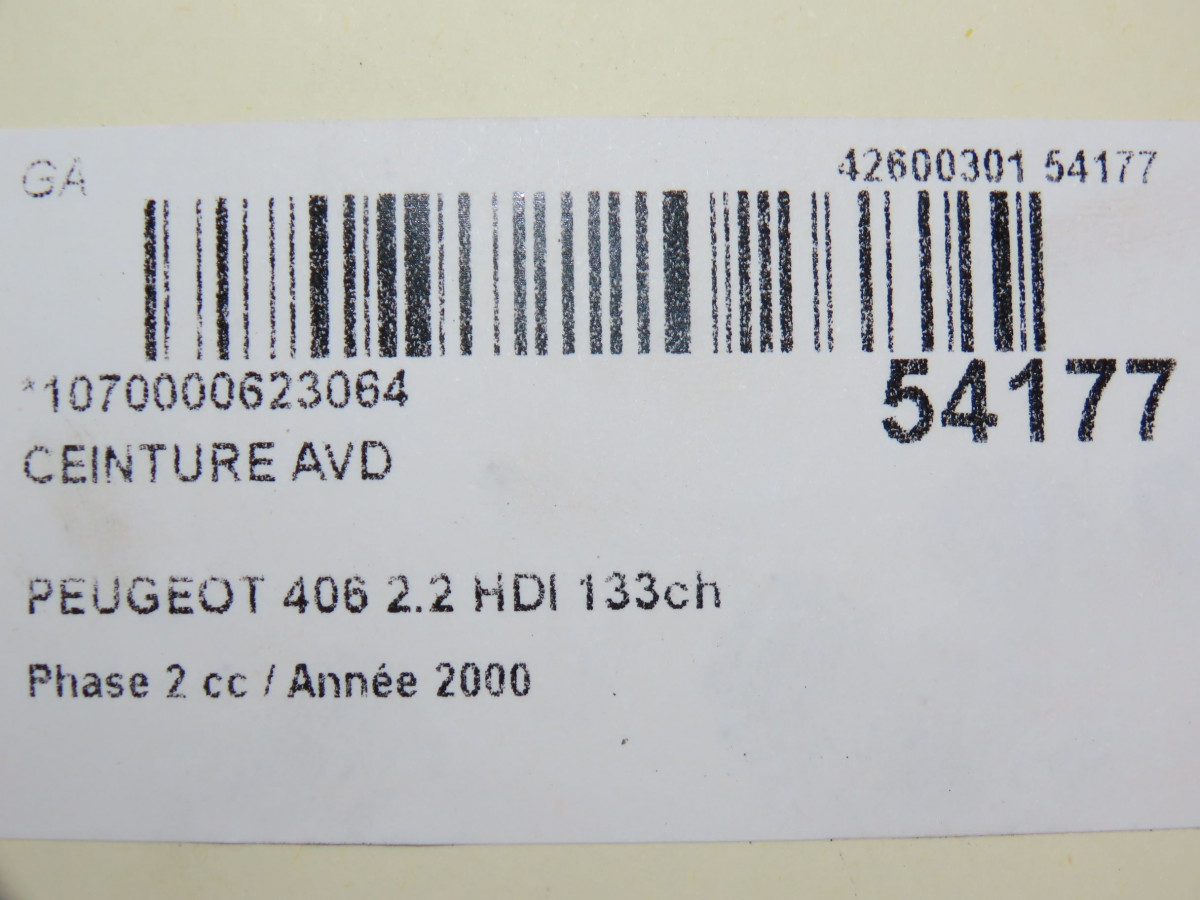 GA
42600301 54177
*1070000623064
54177
CEINTURE AVD
PEUGEOT 406 2.2 HDI 133ch
Phase 2 cc / Année 2000